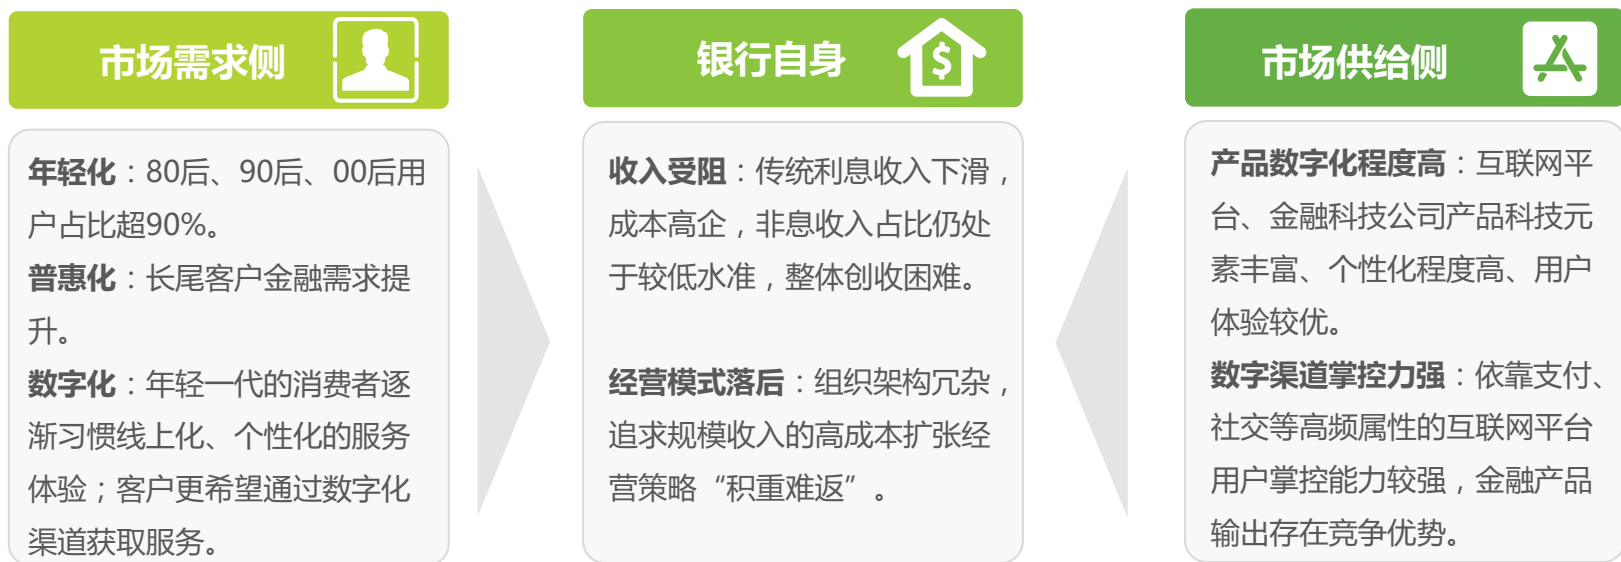 市场需求侧
年轻化：80后、90后、00后用
户占比超90%。
普惠化：长尾客户金融需求提
升。
数字化：年轻一代的消费者逐
渐习惯线上化、个性化的服务
体验；客户更希望通过数字化
渠道获取服务。
银行自身
$
收入受阻：传统利息收入下滑，
成本高企，非息收入占比仍处
于较低水准，整体创收困难。
经营模式落后：组织架构冗杂，
追求规模收入的高成本扩张经
营策略“积重难返”。
市场供给侧
产品数字化程度高：互联网平
台、金融科技公司产品科技元
素丰富、个性化程度高、用户
体验较优。
数字渠道掌控力强：依靠支付、
社交等高频属性的互联网平台
用户掌控能力较强，金融产品
输出存在竞争优势。